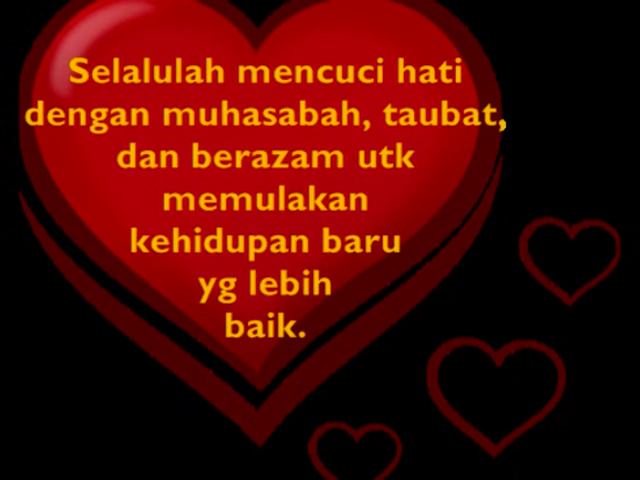 Selalulah mencuci hati
dengan muhasabah, taubat,
dan berazam utk
memulakan
kehidupan baru
yg lebih
baik.